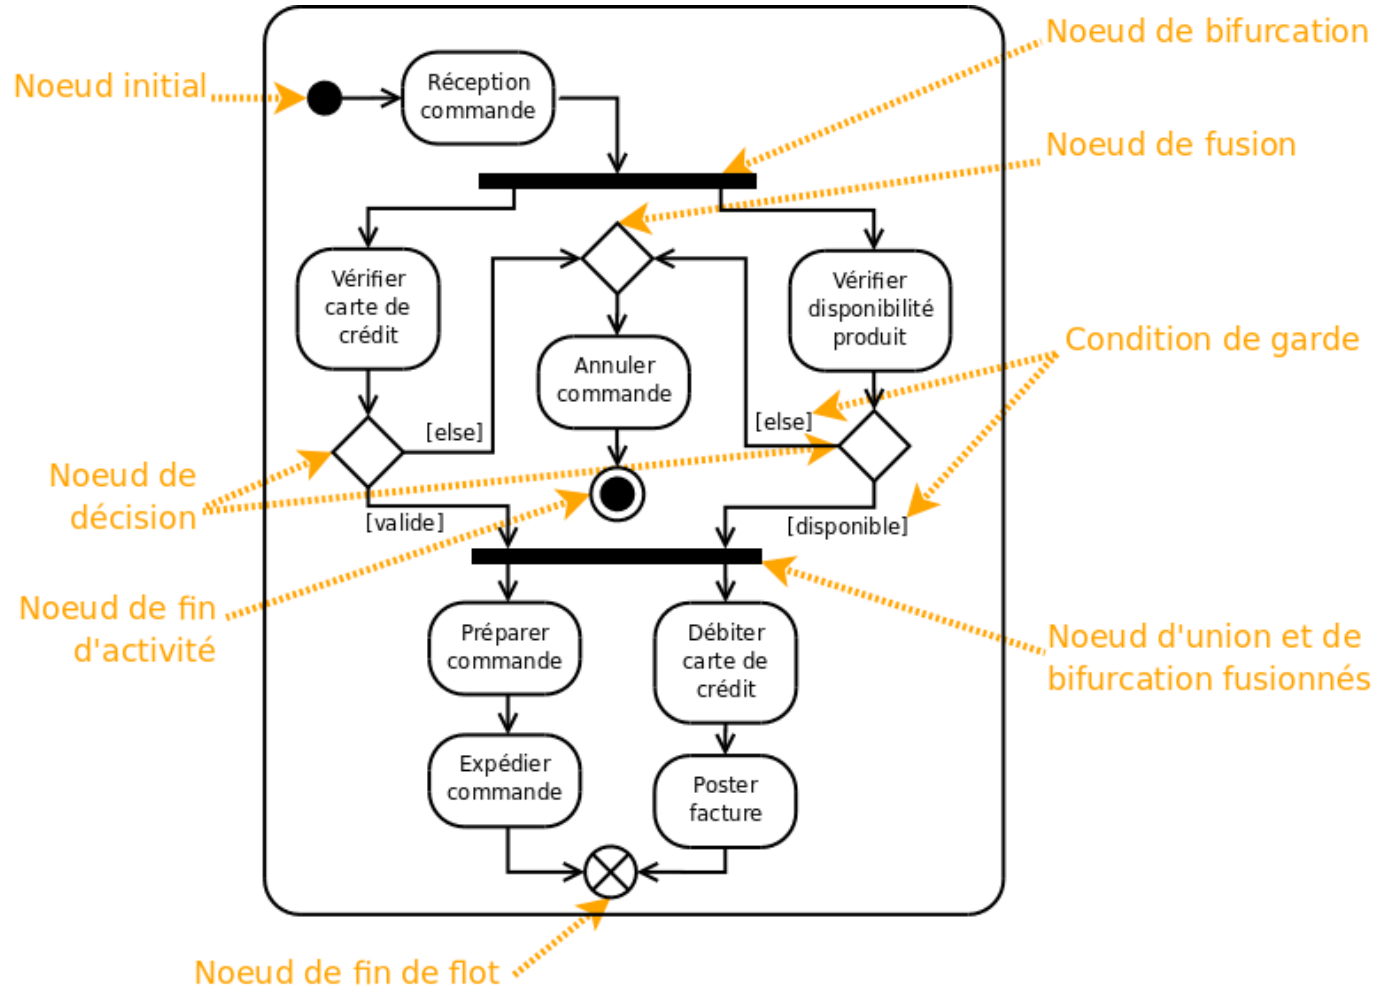 Noeud de bifurcation
Noeud initial
Réception
commande
Noeud de fusion
Vérifier
carte de
crédit
Vérifier
disponibilité
produit
Condition de garde
Annuler
commande
[else]
[else]
Noeud de
décision
[valide]
[disponible]
Noeud de fin
d'activité
Préparer
commande
Débiter
carte de
crédit
Noeud d'union et de
bifurcation fusionnés
Expédier
commande
Poster
facture
Noeud de fin de flot